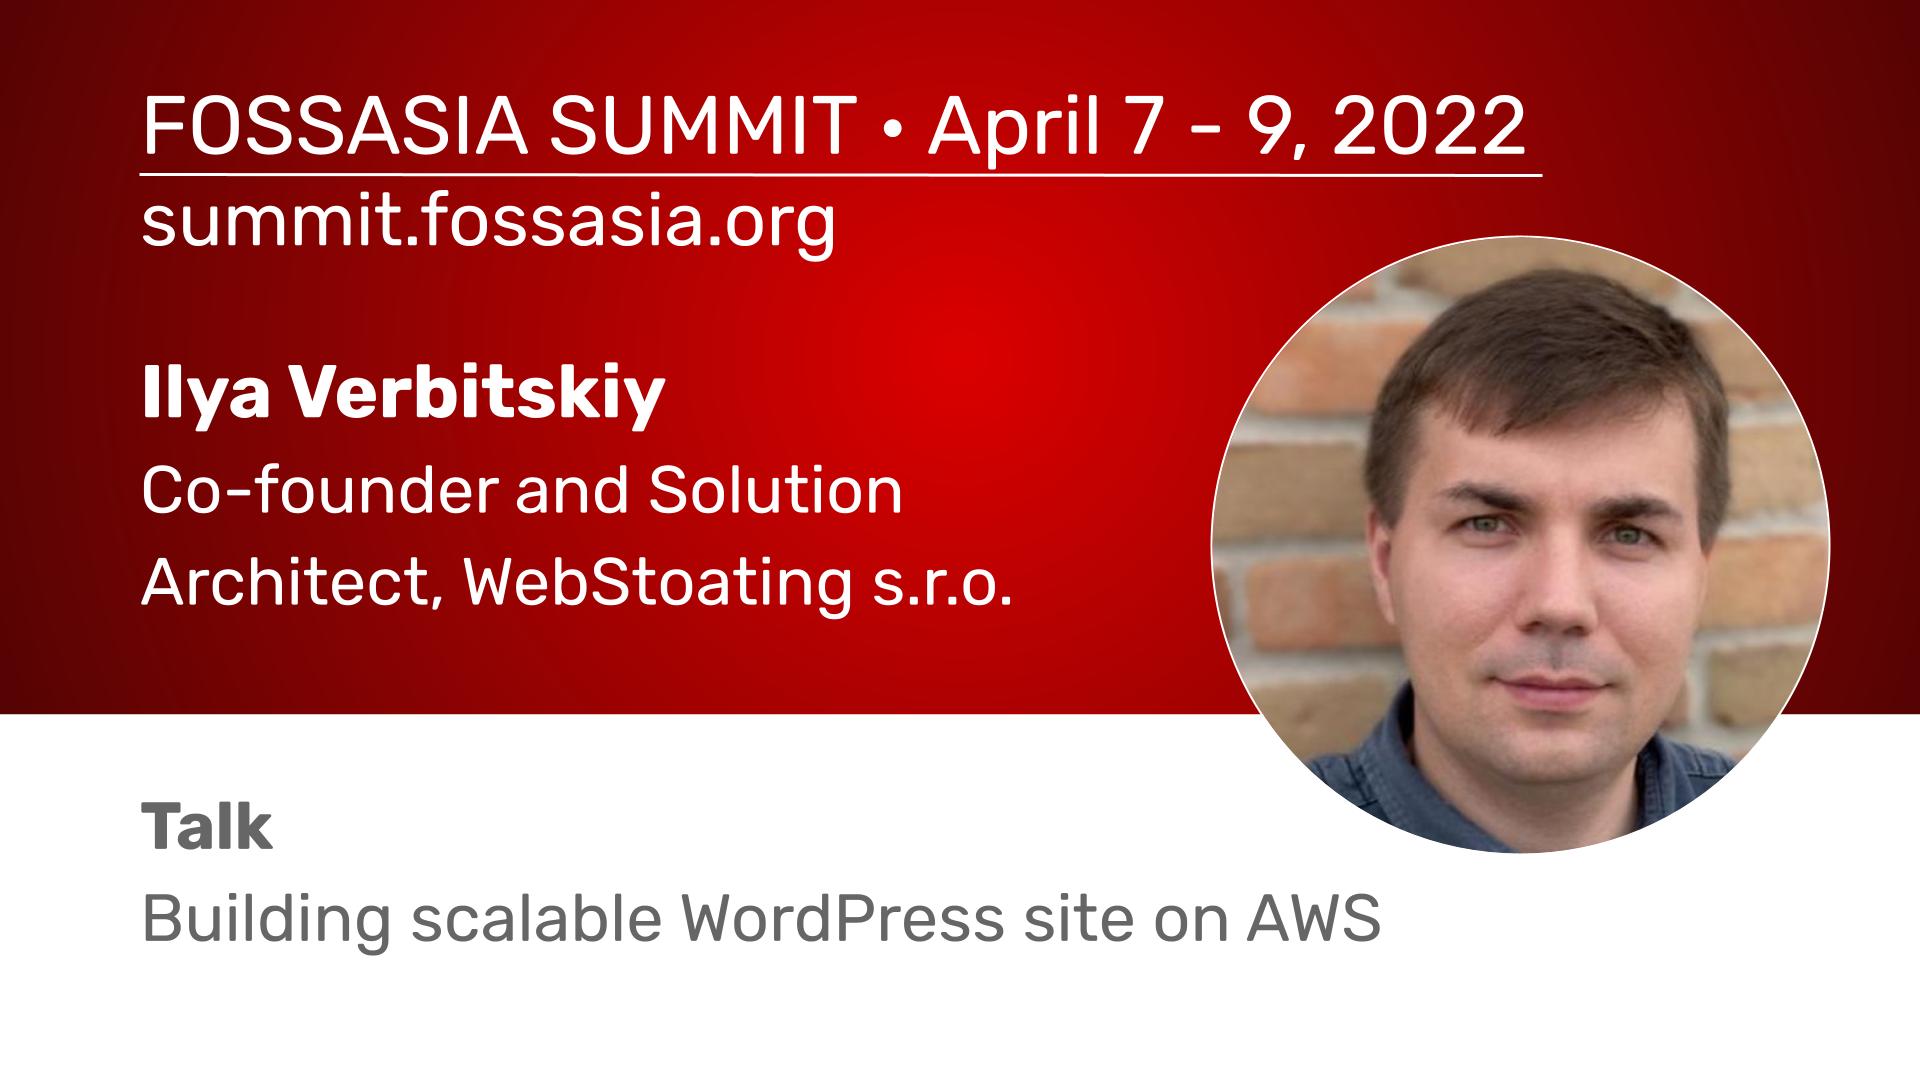 FOSSASIA SUMMIT • April 7 - 9, 2022
summit.fossasia.org
Ilya Verbitskiy
Co-founder and Solution
Architect, WebStoating s.r.o.
Talk
Building scalable WordPress site on AWS